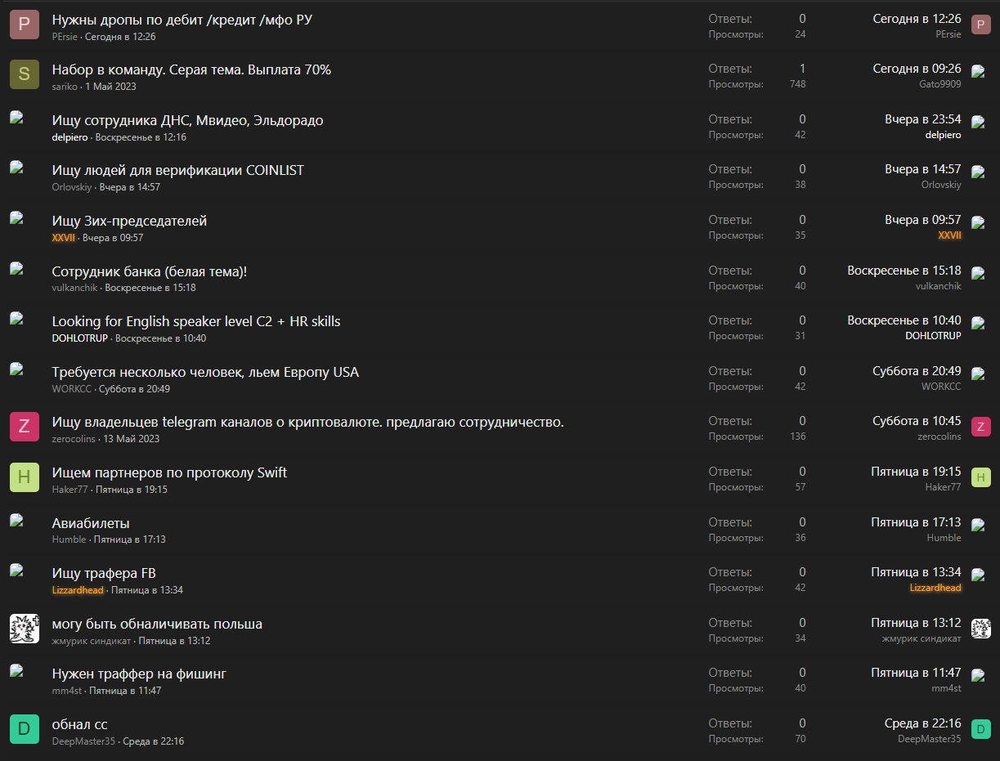 P
Нужны дропы по дебит /кредит /мфо РУ
PErsie · Сегодня в 12:26
Ответы: 0
Просмотры: 24
Сегодня в 12:26
PErsie
P
S
Набор в команду. Серая тема. Выплата 70%
sariko · 1 Май 2023
Ответы: 1
Просмотры: 748
Сегодня в 09:26
Gato9909
Ищу сотрудника ДНС, Мвидео, Эльдорадо
delpiero · Воскресенье в 12:16
Ответы: 0
Просмотры: 42
Вчера в 23:54
delpiero
Ищу людей для верификации COINLIST
Orlovskiy · Вчера в 14:57
Ответы: 0
Просмотры: 38
Вчера в 14:57
Orlovskiy
Ищу Зих-председателей
XXVII · Вчера в 09:57
Ответы: 0
Просмотры: 35
Вчера в 09:57
XXVII
Сотрудник банка (белая тема)!
vulkanchik · Воскресенье в 15:18
Ответы: 0
Просмотры: 40
Воскресенье в 15:18
vulkanchik
Looking for English speaker level C2 + HR skills
DOHLOTRUP · Воскресенье в 10:40
Ответы: 0
Просмотры: 31
Воскресенье в 10:40
DOHLOTRUP
Требуется несколько человек, льем Европу USA
WORKCC · Суббота в 20:49
Ответы: 0
Просмотры: 42
Суббота в 20:49
WORKCC
Z
Ищу владельцев telegram каналов о криптовалюте. предлагаю сотрудничество.
zerocolins · 13 Май 2023
Ответы: 0
Просмотры: 136
Суббота в 10:45
zerocolins
Z
H
Ищем партнеров по протоколу Swift
Haker77 · Пятница в 19:15
Ответы: 0
Просмотры: 57
Пятница в 19:15
Haker77
H
Авиабилеты
Humble · Пятница в 17:13
Ответы: 0
Просмотры: 36
Пятница в 17:13
Humble
Ищу трафера FB
Lizzardhead · Пятница в 13:34
Ответы: 0
Просмотры: 42
Пятница в 13:34
Lizzardhead
могу быть обналичивать польша
жмурик синдикат · Пятница в 13:12
Ответы: 0
Просмотры: 34
Пятница в 13:12
жмурик синдикат
Нужен траффер на фишинг
mm4st · Пятница в 11:47
Ответы: 0
Просмотры: 40
Пятница в 11:47
mm4st
D
обнал сс
DeepMaster35 · Среда в 22:16
Ответы: 0
Просмотры: 70
Среда в 22:16
DeepMaster35
D